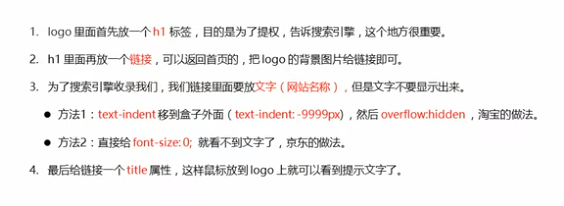 1. logo 里面首先放一个 h1 标签，目的是为了提权，告诉搜索引擎，这个地方很重要。
2. h1 里面再放一个链接，可以返回首页的，把 logo 的背景图片给链接即可。
3. 为了搜索引擎收录我们，我们链接里面要放文字（网站名称），但是文字不要显示出来。
● 方法1：text-indent 移到盒子外面（text-indent: -9999px)，然后 overflow:hidden ，淘宝的做法。
● 方法2：直接给 font-size: 0; 就看不到文字了，京东的做法。
4. 最后给链接一个 title 属性，这样鼠标放到 logo 上就可以看到提示文字了。